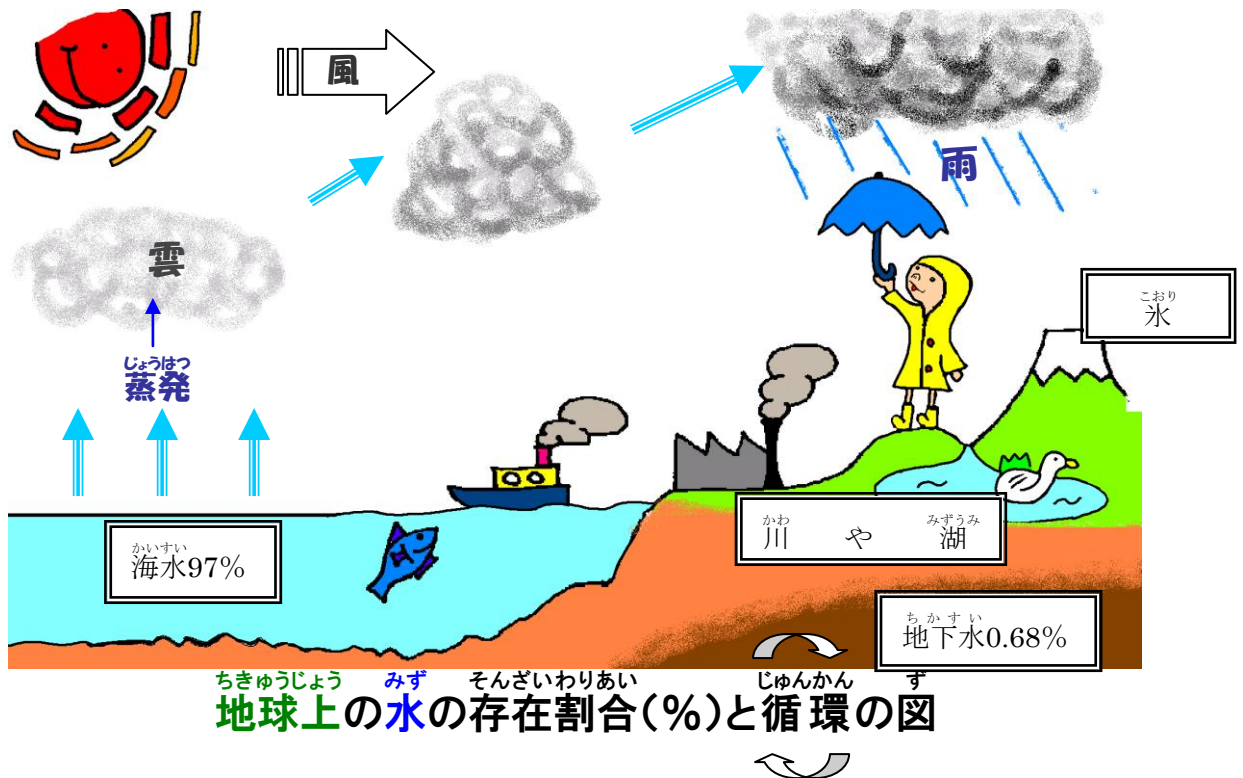 風
雨
雲
こおり
氷
じょうはつ
蒸発
かわ みずうみ
川 や 湖
かいすい
海水97%
ちかすい
地下水0.68%
ちきゅうじょう みず そんざいわりあい じゅんかん ず
地球上の水の存在割合(%)と循環の図